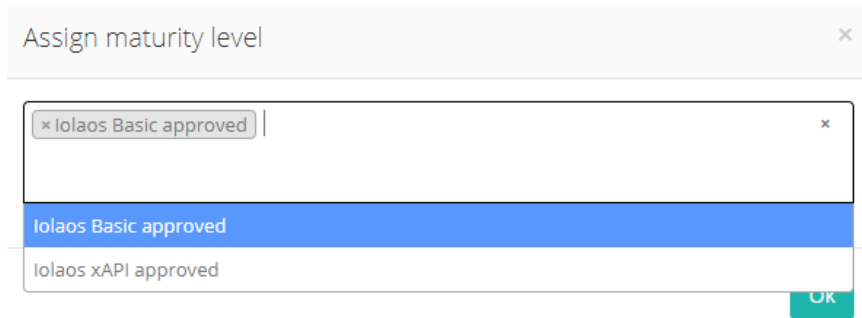 Assign maturity level ×
× Iolaos Basic approved ×
Iolaos Basic approved
Iolaos xAPI approved
Ok